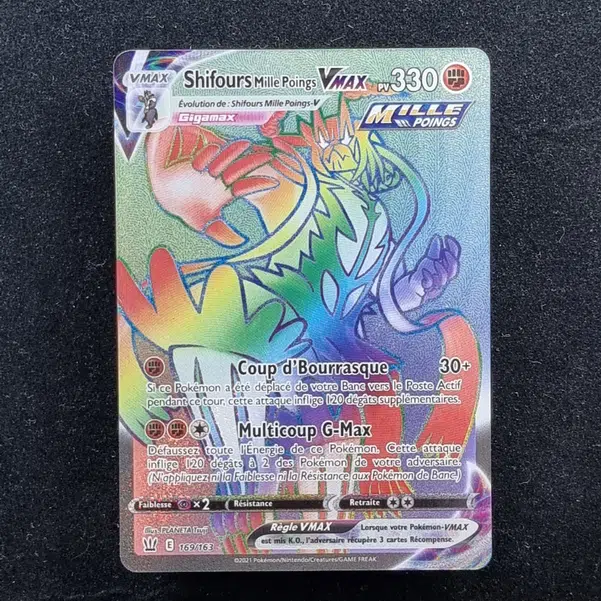 VMAX Shifours Mille Poings VMAX PV 330
Évolution de : Shifours Mille Poings-V
Gigamax
MILLE
POINGS
Coup d'Bourrasque 30+
Si ce Pokémon a été déplacé de votre Banc vers le Poste Actif
pendant ce tour, cette attaque inflige 120 dégâts supplémentaires.
Multicoup G-Max
Défaussez toute l'Énergie de ce Pokémon. Cette attaque
inflige 120 dégâts à 2 des Pokémon de votre adversaire.
(N'appliquez ni la Faiblesse ni la Résistance aux Pokémon de Banc.)
Faiblesse ×2 Résistance Retraite
Illus. PLANETA Tsuji
Règle VMAX Lorsque votre Pokémon-VMAX
est mis K.O., l'adversaire récupère 3 cartes Récompense.
E 169/163
©2021 Pokémon/Nintendo/Creatures/GAME FREAK